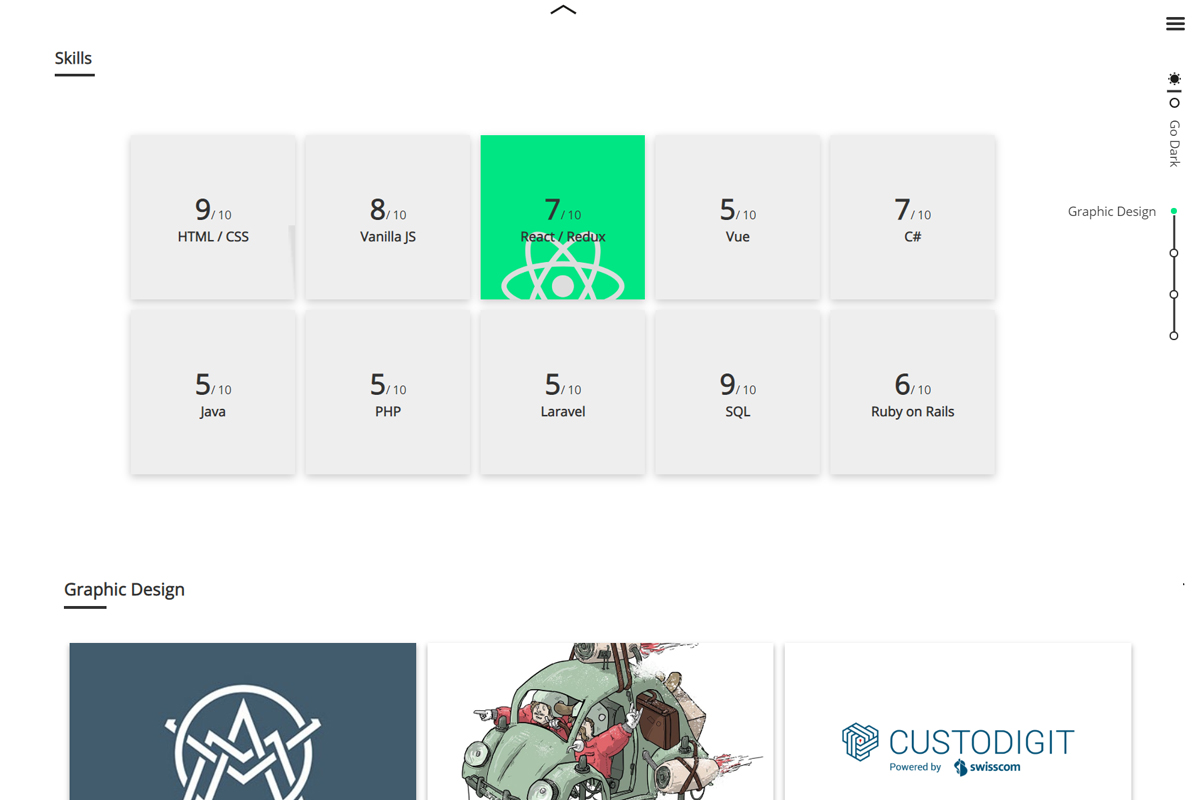 Skills
Go Dark
9/ 10
HTML / CSS
8/ 10
Vanilla JS
7/ 10
React / Redux
5/ 10
Vue
7/ 10
C#
Graphic Design
5/ 10
Java
5/ 10
PHP
5/ 10
Laravel
9/ 10
SQL
6/ 10
Ruby on Rails
Graphic Design
CUSTODIGIT
Powered by swisscom